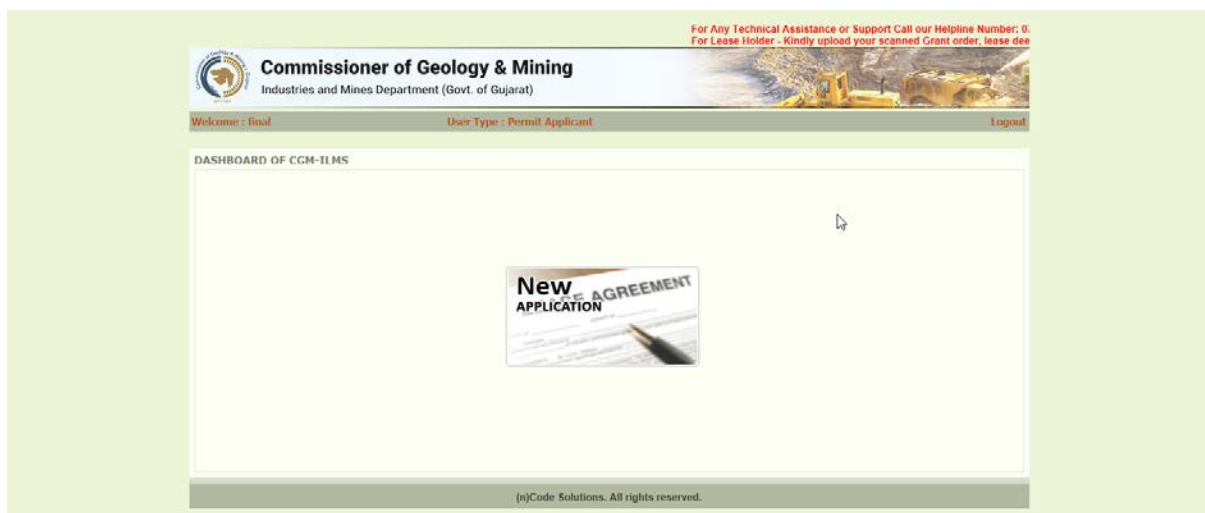 For Any Technical Assistance or Support Call our Helpline Number: 0
For Lease Holder - Kindly upload your scanned Grant order, lease dee
Commissioner of Geology & Mining
Industries and Mines Department (Govt. of Gujarat)
Welcome : final User Type : Permit Applicant Logout
DASHBOARD OF CGM-ILMS
New
APPLICATION
AGREEMENT
(n)Code Solutions. All rights reserved.